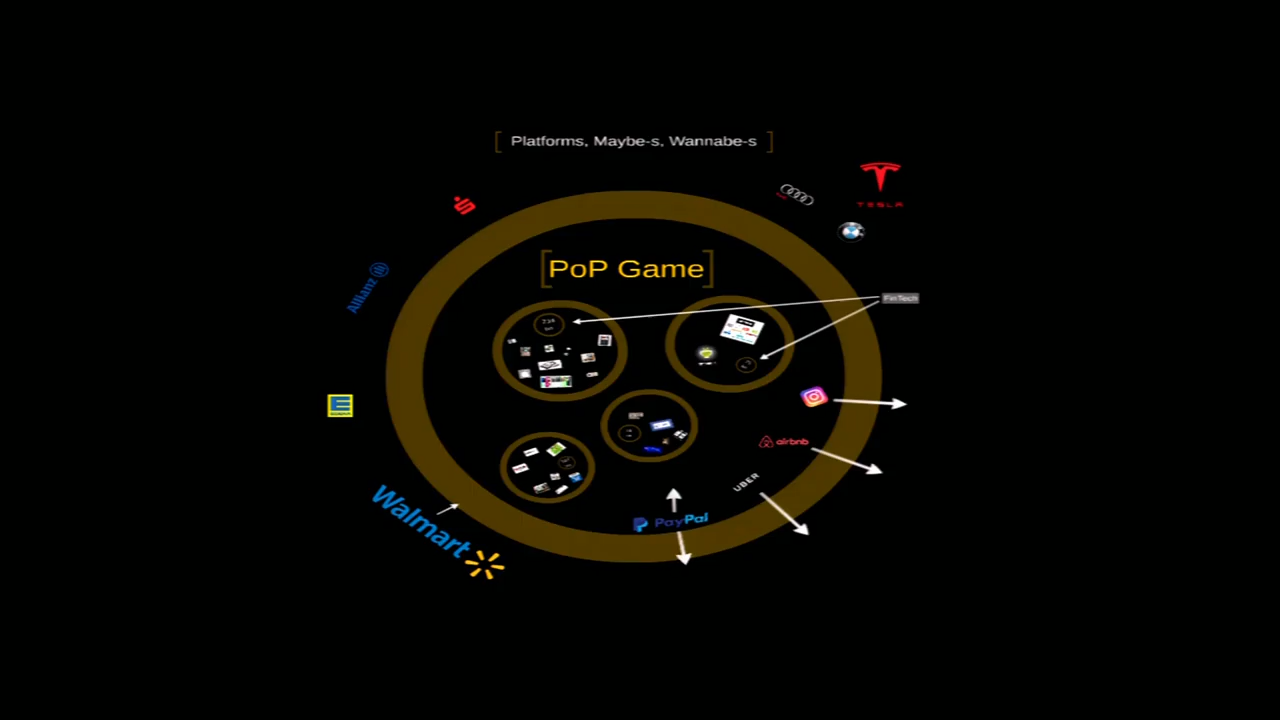 Platforms, Maybe-s, Wannabe-s
TESLA
PoP Game
Allianz
FinTech
airbnb
UBER
PayPal
Walmart